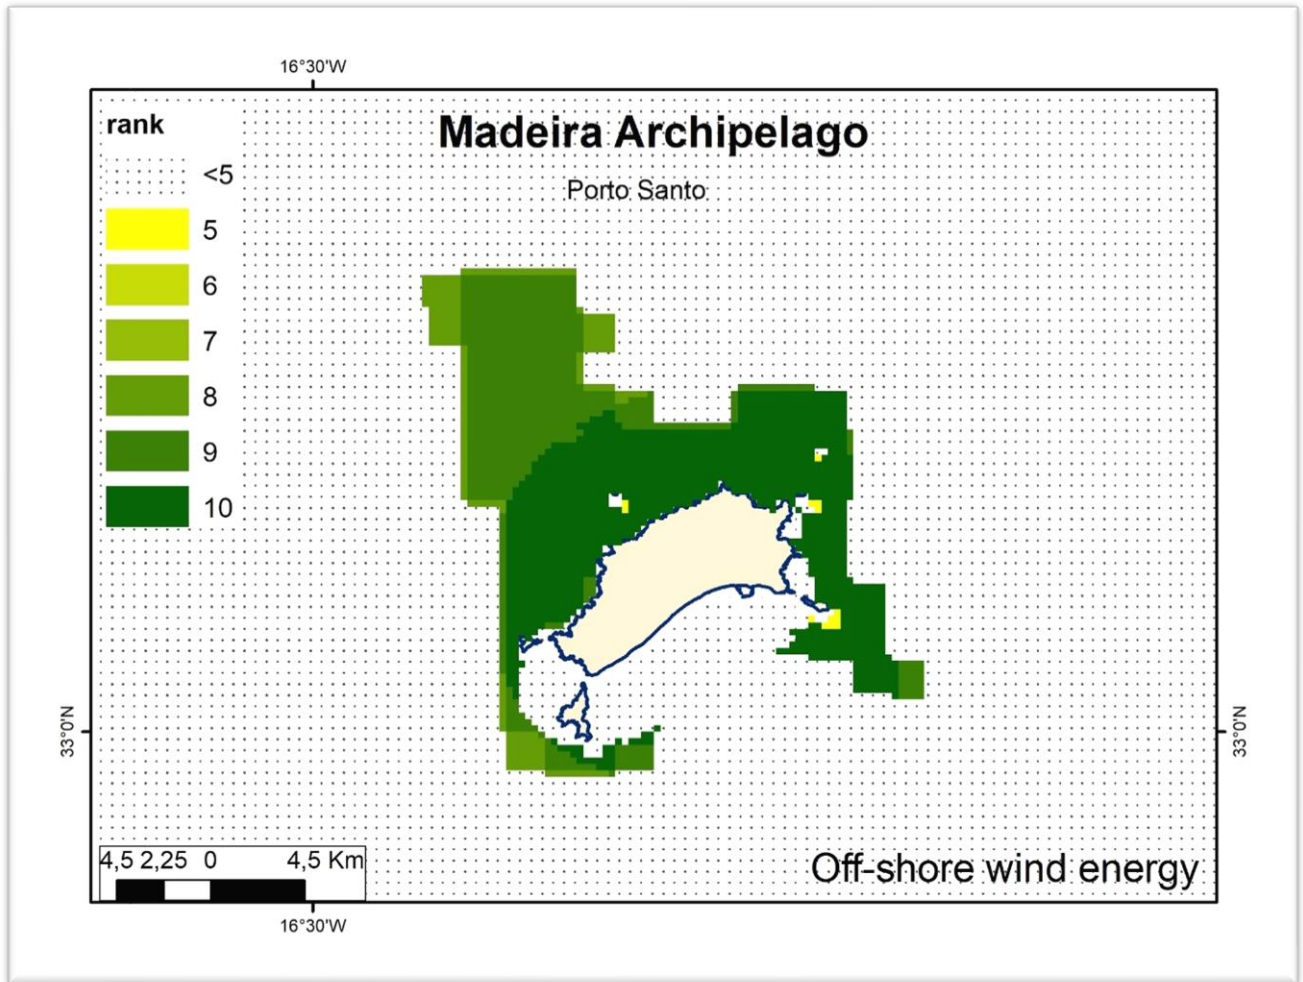 16°30'W
Madeira Archipelago
Porto Santo
rank
<5
5
6
7
8
9
10
33°0'N
33°0'N
4,5 2,25 0 4,5 Km
Off-shore wind energy
16°30'W